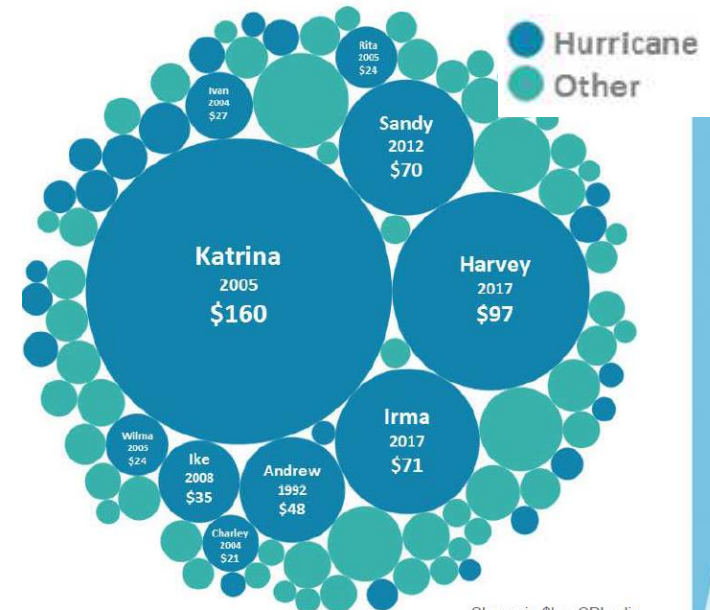 Hurricane
Other
Rita
2005
$24
Ivan
2004
$27
Sandy
2012
$70
Katrina
2005
$160
Harvey
2017
$97
Irma
2017
$71
Wilma
2005
$24
Ike
2008
$35
Andrew
1992
$48
Charley
2004
$21